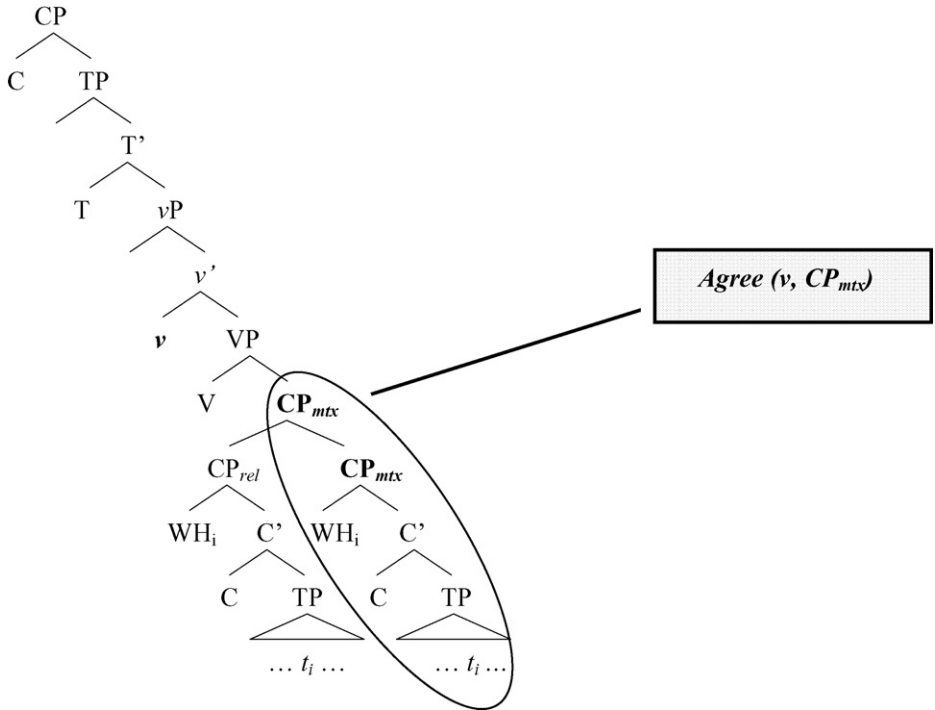 CP
C TP
T’
T vP
v’
v VP
Agree (v, CPmtx)
V CPmtx
CPrel CPmtx
WHi C’ WHi C’
C TP C TP
… ti … … ti …